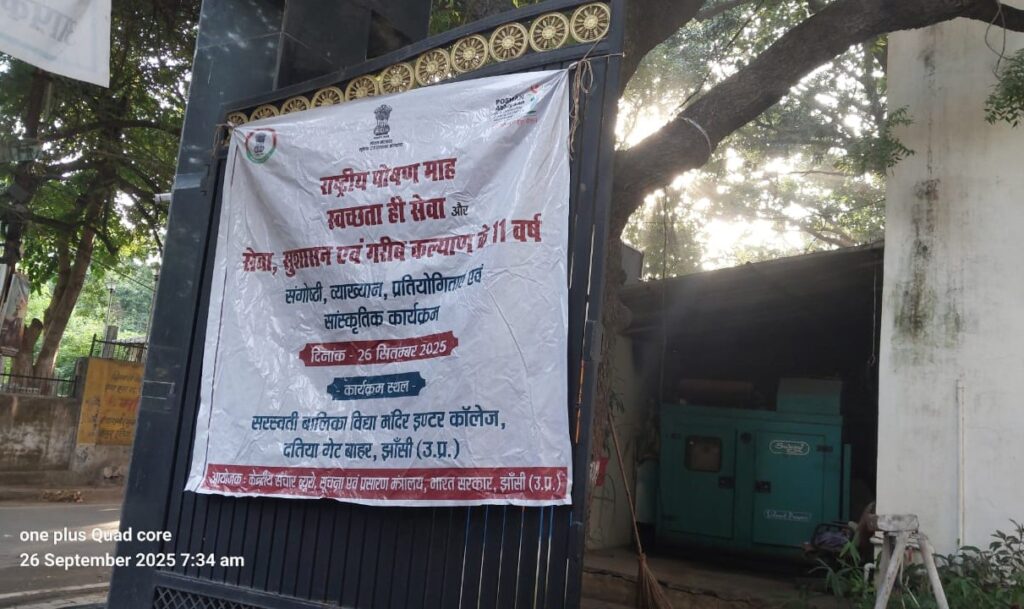 POSHAN
राष्ट्रीय पोषण माह
स्वच्छता ही सेवा और
सेवा, सुशासन एवं गरीब कल्याण के 11 वर्ष
संगोष्ठी, व्याख्यान, प्रतियोगिताएं एवं
सांस्कृतिक कार्यक्रम
दिनांक - 26 सितम्बर 2025
- कार्यक्रम स्थल -
सरस्वती बालिका विद्या मंदिर इण्टर कॉलेज,
दतिया गेट बाहर, झाँसी (उ.प्र.)
आयोजक : केन्द्रीय संचार ब्यूरो, सूचना एवं प्रसारण मंत्रालय, भारत सरकार, झाँसी (उ.प्र.)
one plus Quad core
26 September 2025 7:34 am